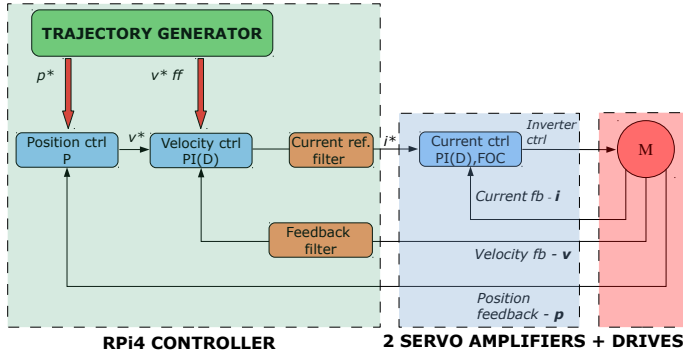 TRAJECTORY GENERATOR
p*
v* ff
Position ctrl
P
v*
Velocity ctrl
PI(D)
Current ref.
filter
i*
Current ctrl
PI(D),FOC
Inverter
ctrl
M
Current fb - i
Feedback
filter
Velocity fb - v
Position
feedback - p
RPi4 CONTROLLER
2 SERVO AMPLIFIERS + DRIVES